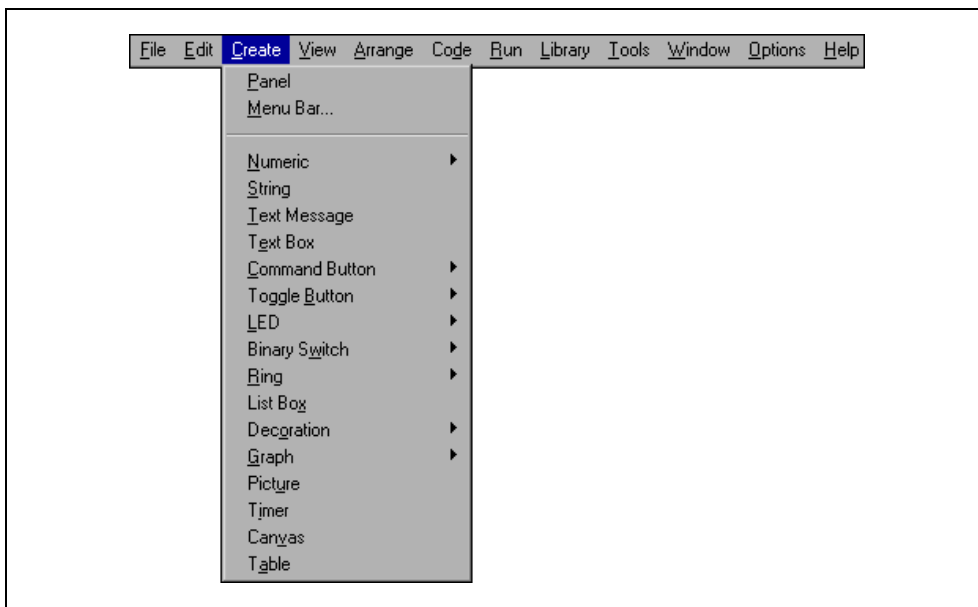 File Edit Create View Arrange Code Run Library Tools Window Options Help
Panel
Menu Bar...
Numeric
String
Text Message
Text Box
Command Button
Toggle Button
LED
Binary Switch
Ring
List Box
Decoration
Graph
Picture
Timer
Canvas
Table